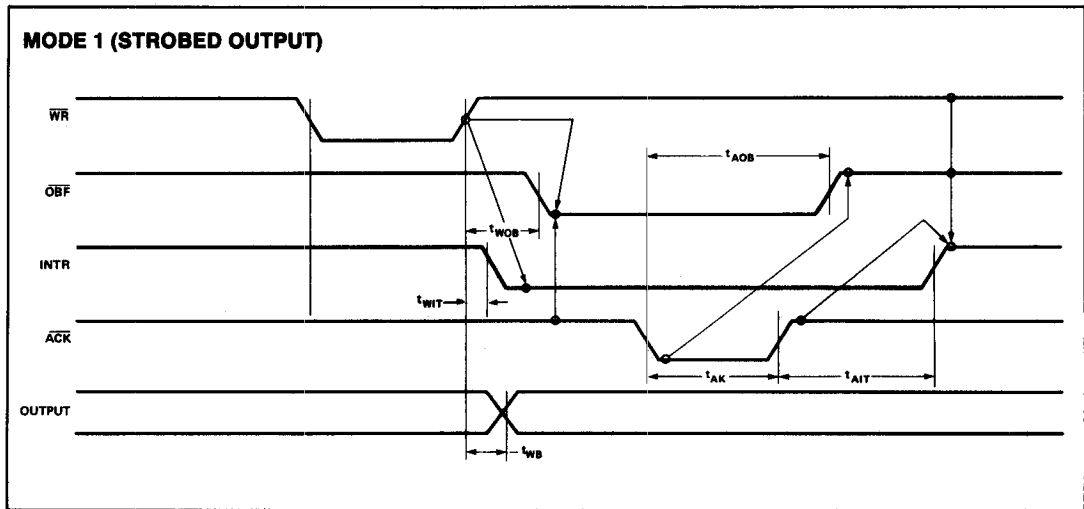 MODE 1 (STROBED OUTPUT)
WR
tAOB
OBF
tWOB
INTR
tWIT
ACK
tAK
tAIT
OUTPUT
tWB